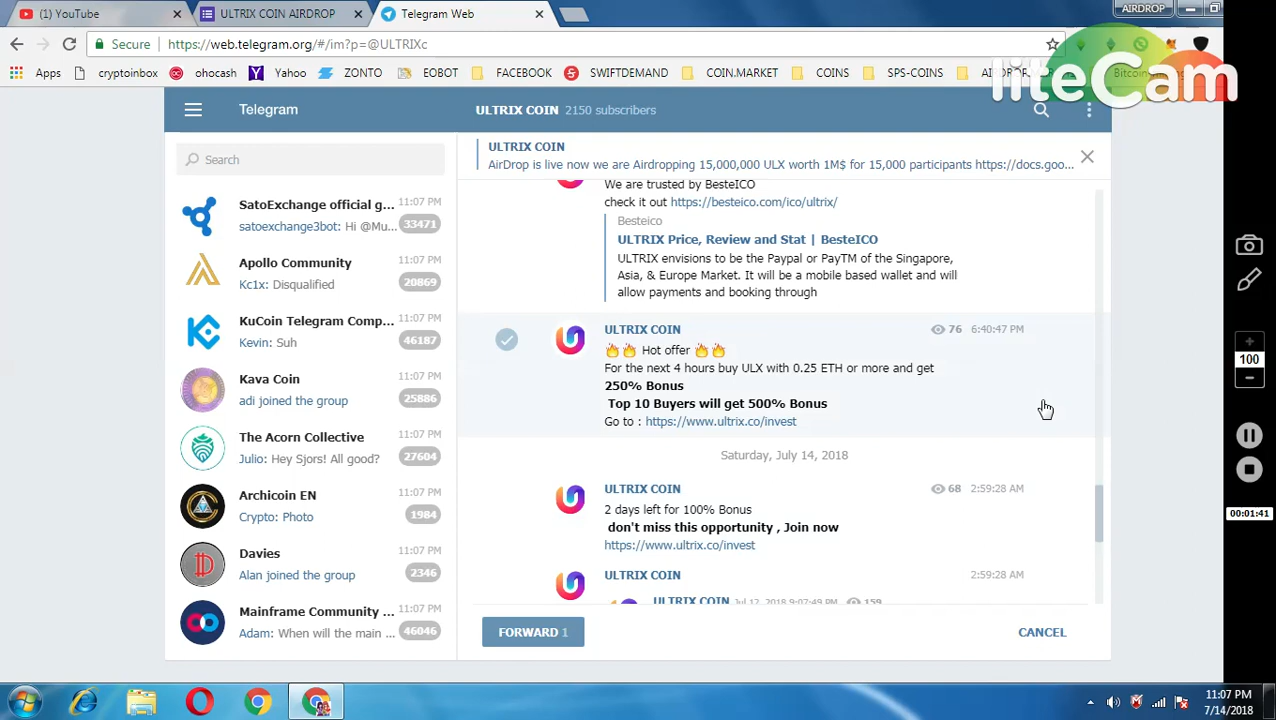 (1) YouTube
ULTRIX COIN AIRDROP
Telegram Web
AIRDROP
Secure
https://web.telegram.org/#/im?p=@ULTRIXc
Apps
cryptoinbox
ohocash
Yahoo
ZONTO
EOBOT
FACEBOOK
SWIFTDEMAND
COIN.MARKET
COINS
SPS-COINS
liteCam
Telegram
ULTRIX COIN 2150 subscribers
Search
ULTRIX COIN
AirDrop is live now we are Airdropping 15,000,000 ULX worth 1M$ for 15,000 participants https://docs.goo...
SatoExchange official g... 11:07 PM
satoexchange3bot: Hi @Mu... 33471
Apollo Community 11:07 PM
Kc1x: Disqualified 20869
KuCoin Telegram Comp... 11:07 PM
Kevin: Suh 46187
Kava Coin 11:07 PM
adi joined the group 25886
The Acorn Collective 11:07 PM
Julio: Hey Sjors! All good? 27604
Archicoin EN 11:07 PM
Crypto: Photo 1984
Davies 11:07 PM
Alan joined the group 2346
Mainframe Community ... 11:07 PM
Adam: When will the main ... 46046
We are trusted by BesteICO
check it out https://besteico.com/ico/ultrix/
Besteico
ULTRIX Price, Review and Stat | BesteICO
ULTRIX envisions to be the Paypal or PayTM of the Singapore,
Asia, & Europe Market. It will be a mobile based wallet and will
allow payments and booking through
ULTRIX COIN 76 6:40:47 PM
🔥🔥 Hot offer 🔥🔥
For the next 4 hours buy ULX with 0.25 ETH or more and get
250% Bonus
Top 10 Buyers will get 500% Bonus
Go to : https://www.ultrix.co/invest
Saturday, July 14, 2018
ULTRIX COIN 68 2:59:28 AM
2 days left for 100% Bonus
don't miss this opportunity , Join now
https://www.ultrix.co/invest
ULTRIX COIN 2:59:28 AM
ULTRIX COIN Jul 12, 2018 9:07:49 PM 159
FORWARD 1
CANCEL
100
00:01:41
11:07 PM
7/14/2018